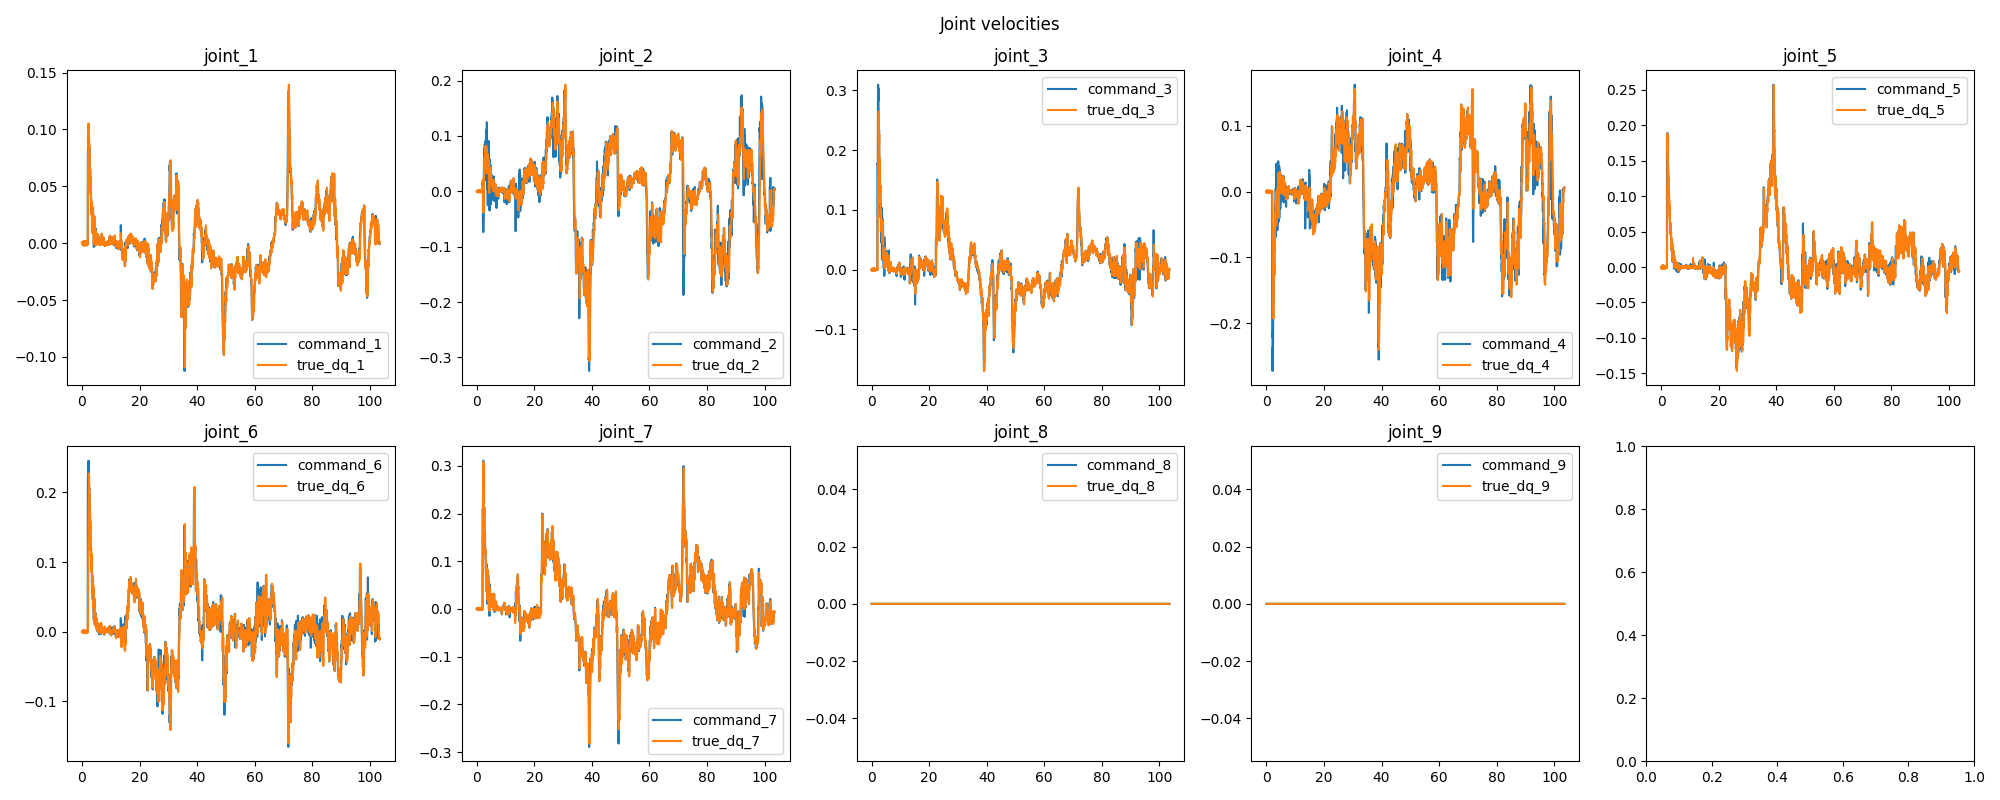 Joint velocities
joint_1
0.15
0.10
0.05
0.00
−0.05
−0.10
0 20 40 60 80 100
command_1
true_dq_1
joint_2
0.2
0.1
0.0
−0.1
−0.2
−0.3
0 20 40 60 80 100
command_2
true_dq_2
joint_3
0.3
0.2
0.1
0.0
−0.1
0 20 40 60 80 100
command_3
true_dq_3
joint_4
0.1
0.0
−0.1
−0.2
0 20 40 60 80 100
command_4
true_dq_4
joint_5
0.25
0.20
0.15
0.10
0.05
0.00
−0.05
−0.10
−0.15
0 20 40 60 80 100
command_5
true_dq_5
joint_6
0.2
0.1
0.0
−0.1
0 20 40 60 80 100
command_6
true_dq_6
joint_7
0.3
0.2
0.1
0.0
−0.1
−0.2
−0.3
0 20 40 60 80 100
command_7
true_dq_7
joint_8
0.04
0.02
0.00
−0.02
−0.04
0 20 40 60 80 100
command_8
true_dq_8
joint_9
0.04
0.02
0.00
−0.02
−0.04
0 20 40 60 80 100
command_9
true_dq_9
1.0
0.8
0.6
0.4
0.2
0.0
0.0 0.2 0.4 0.6 0.8 1.0